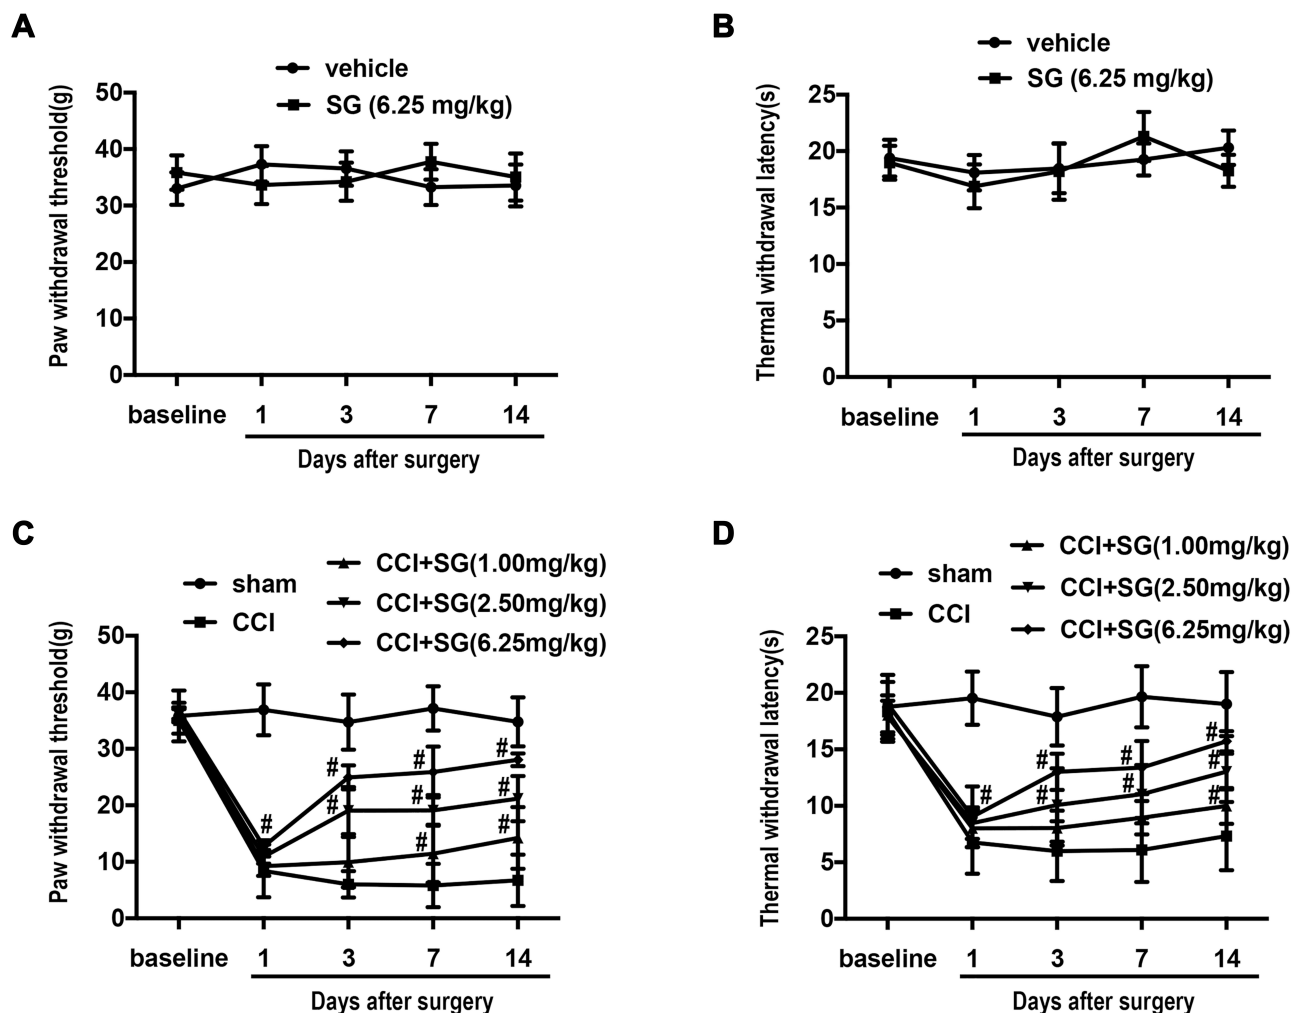 A
vehicle
SG (6.25 mg/kg)
Paw withdrawal threshold(g)
50
40
30
20
10
0
baseline 1 3 7 14
Days after surgery
B
vehicle
SG (6.25 mg/kg)
Thermal withdrawal latency(s)
25
20
15
10
5
0
baseline 1 3 7 14
Days after surgery
C
sham
CCI
CCI+SG(1.00mg/kg)
CCI+SG(2.50mg/kg)
CCI+SG(6.25mg/kg)
Paw withdrawal threshold(g)
50
40
30
20
10
0
# # # #
# # #
# #
baseline 1 3 7 14
Days after surgery
D
sham
CCI
CCI+SG(1.00mg/kg)
CCI+SG(2.50mg/kg)
CCI+SG(6.25mg/kg)
Thermal withdrawal latency(s)
25
20
15
10
5
0
# # # #
# # #
#
baseline 1 3 7 14
Days after surgery